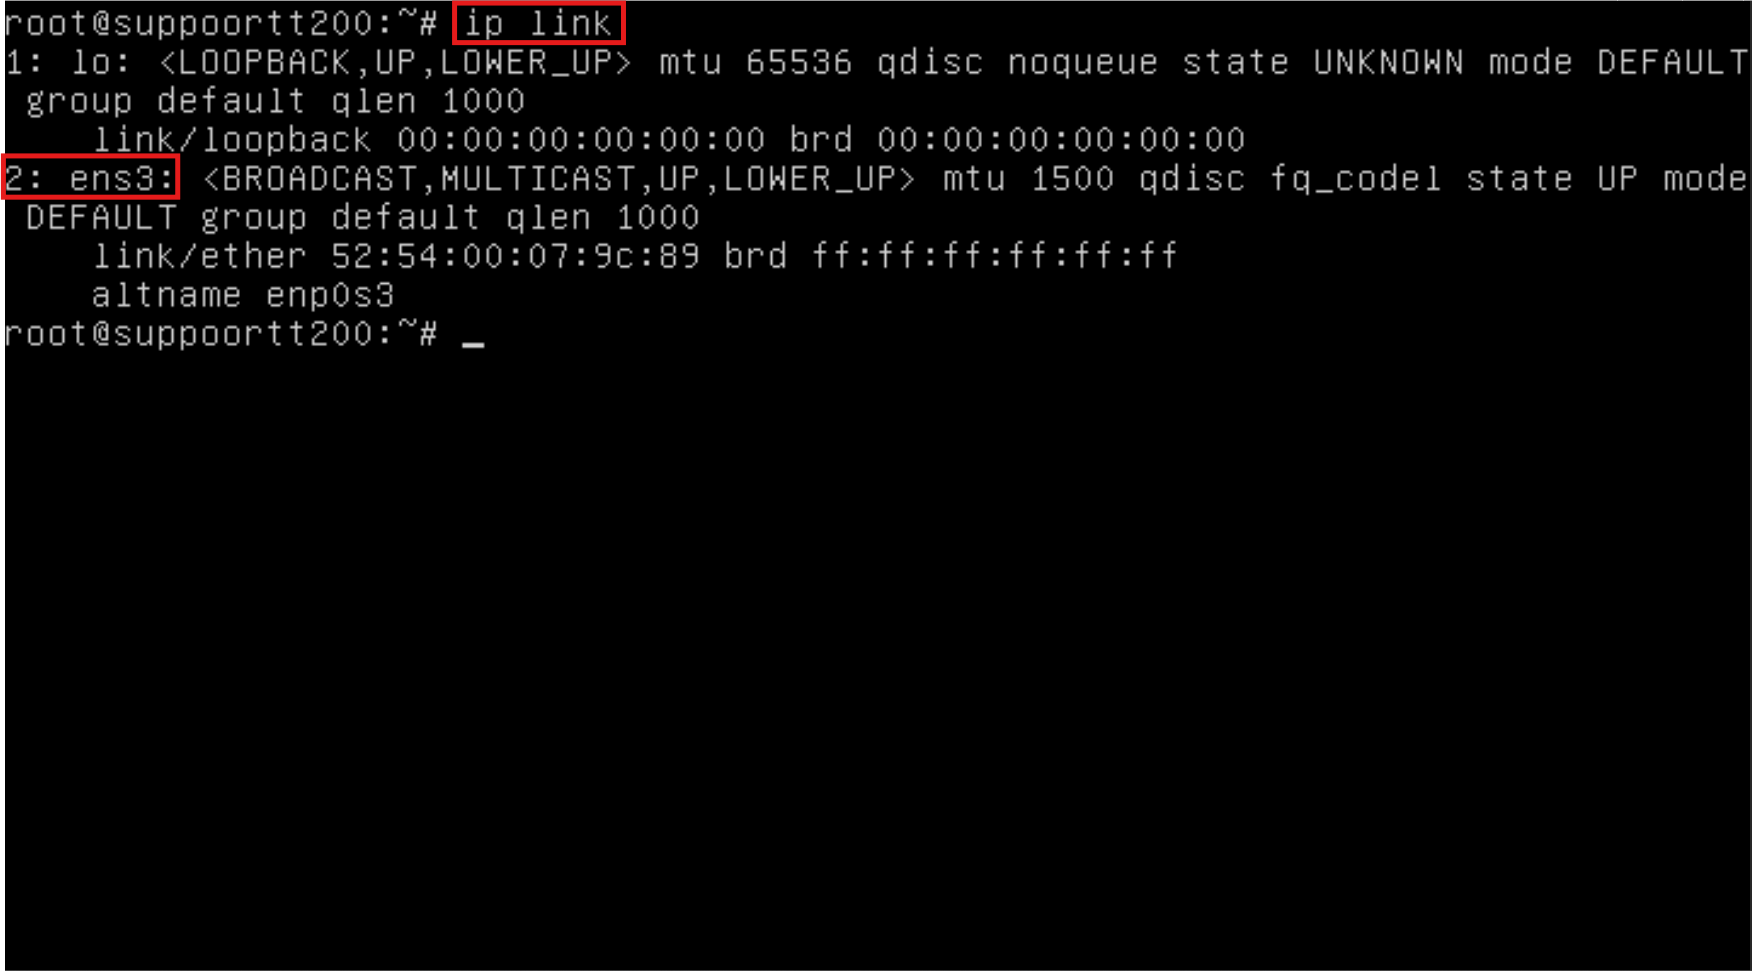 root@suppoortt200:~# ip link
1: lo: <LOOPBACK,UP,LOWER_UP> mtu 65536 qdisc noqueue state UNKNOWN mode DEFAULT
 group default qlen 1000
    link/loopback 00:00:00:00:00:00 brd 00:00:00:00:00:00
2: ens3: <BROADCAST,MULTICAST,UP,LOWER_UP> mtu 1500 qdisc fq_codel state UP mode
 DEFAULT group default qlen 1000
    link/ether 52:54:00:07:9c:89 brd ff:ff:ff:ff:ff:ff
    altname enp0s3
root@suppoortt200:~# _